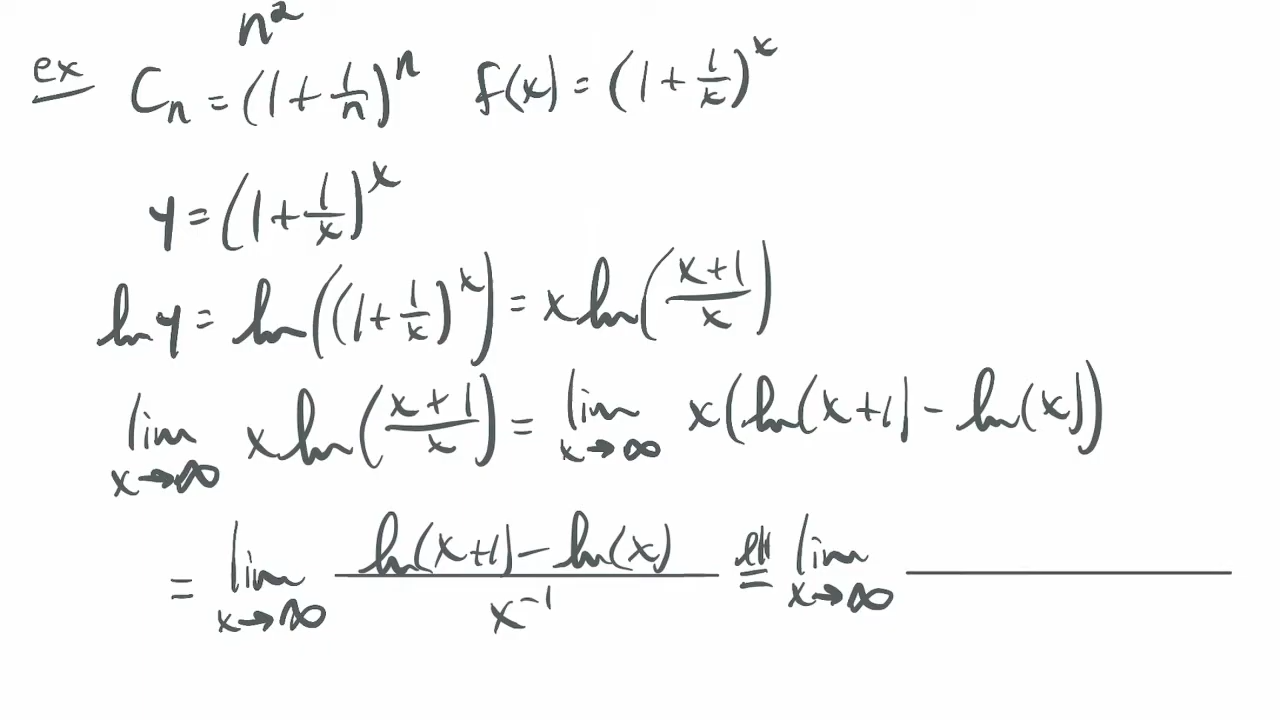 n²
ex Cₙ = (1 + 1/n)ⁿ f(x) = (1 + 1/x)ˣ
y = (1 + 1/x)ˣ
ln y = ln((1 + 1/x)ˣ) = x ln((x+1)/x)
lim x→∞ x ln((x+1)/x) = lim x→∞ x(ln(x+1) - ln(x))
= lim x→∞ (ln(x+1) - ln(x))/x⁻¹ =^{L'H} lim x→∞